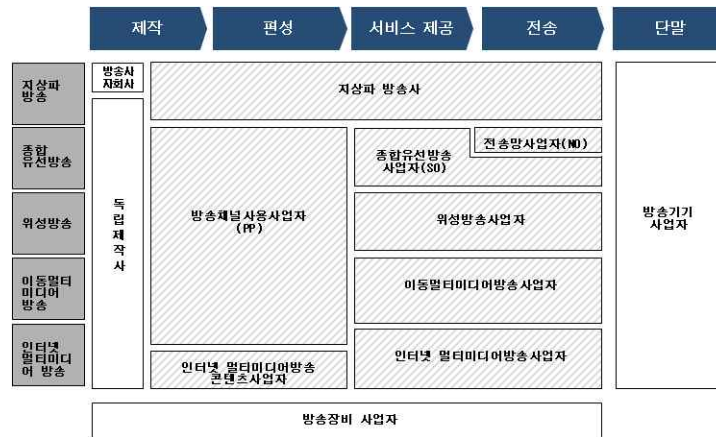 제작
편성
서비스 제공
전송
단말
지상파
방송
방송사
자회사
지상파 방송사
종합
유선방송
독
립
제
작
사
방송채널사용사업자
(PP)
종합유선방송
사업자(SO)
전송망사업자(NO)
방송기기
사업자
위성방송
위성방송사업자
이동멀티
미디어
방송
이동멀티미디어방송사업자
인터넷
멀티미디
어 방송
인터넷 멀티미디어방송
콘텐츠사업자
인터넷 멀티미디어방송사업자
방송장비 사업자